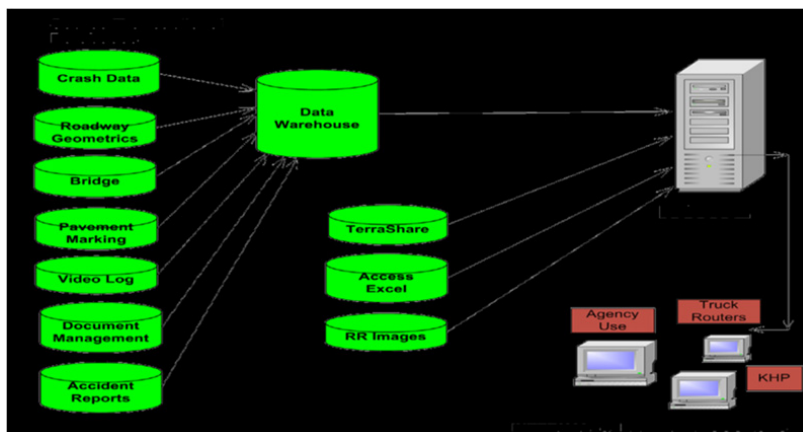 Crash Data
Roadway
Geometrics
Bridge
Pavement
Marking
Video Log
Document
Management
Accident
Reports
Data
Warehouse
TerraShare
Access
Excel
RR Images
Agency
Use
Truck
Routers
KHP